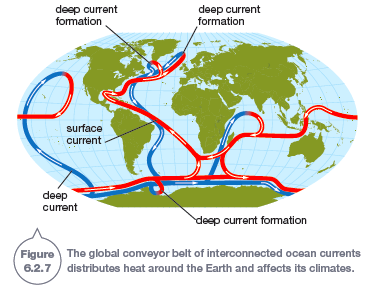 deep current
formation
deep current
formation
surface
current
deep
current
deep current formation
Figure
6.2.7
The global conveyor belt of interconnected ocean currents
distributes heat around the Earth and affects its climates.